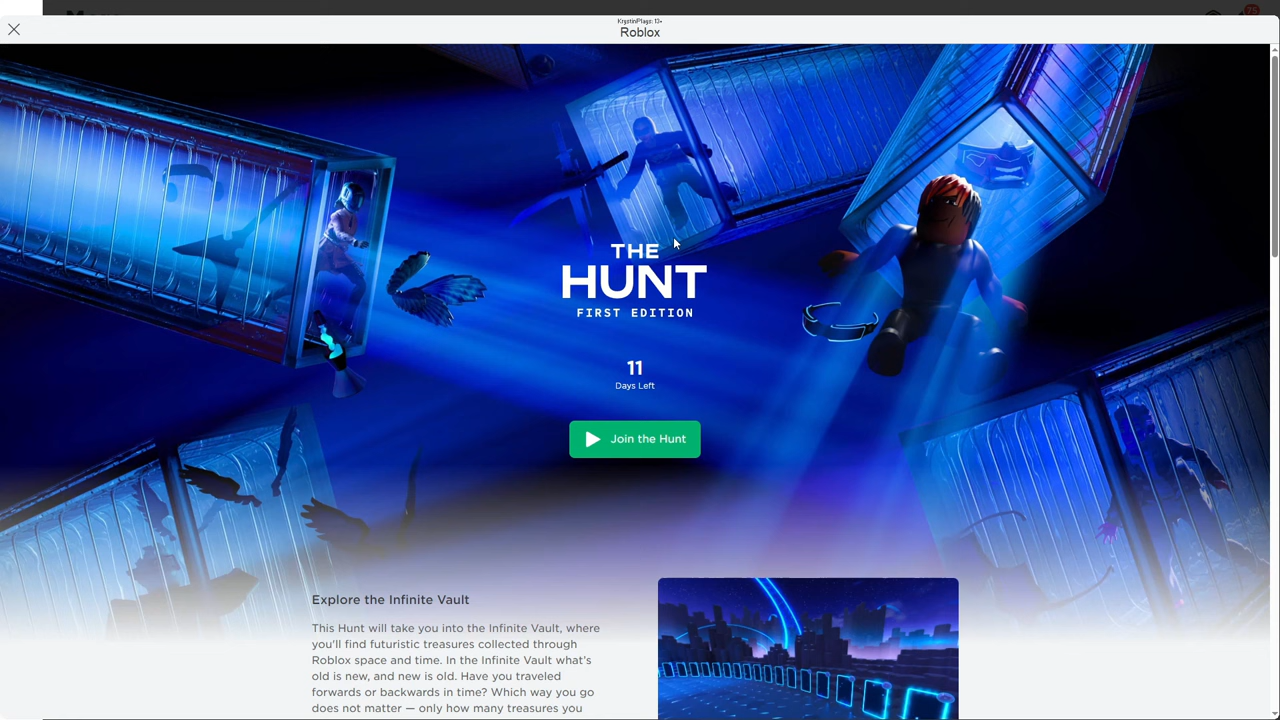 75
KrystinPlays: 13+
Roblox
THE
HUNT
FIRST EDITION
11
Days Left
Join the Hunt
Explore the Infinite Vault
This Hunt will take you into the Infinite Vault, where
you'll find futuristic treasures collected through
Roblox space and time. In the Infinite Vault what's
old is new, and new is old. Have you traveled
forwards or backwards in time? Which way you go
does not matter — only how many treasures you